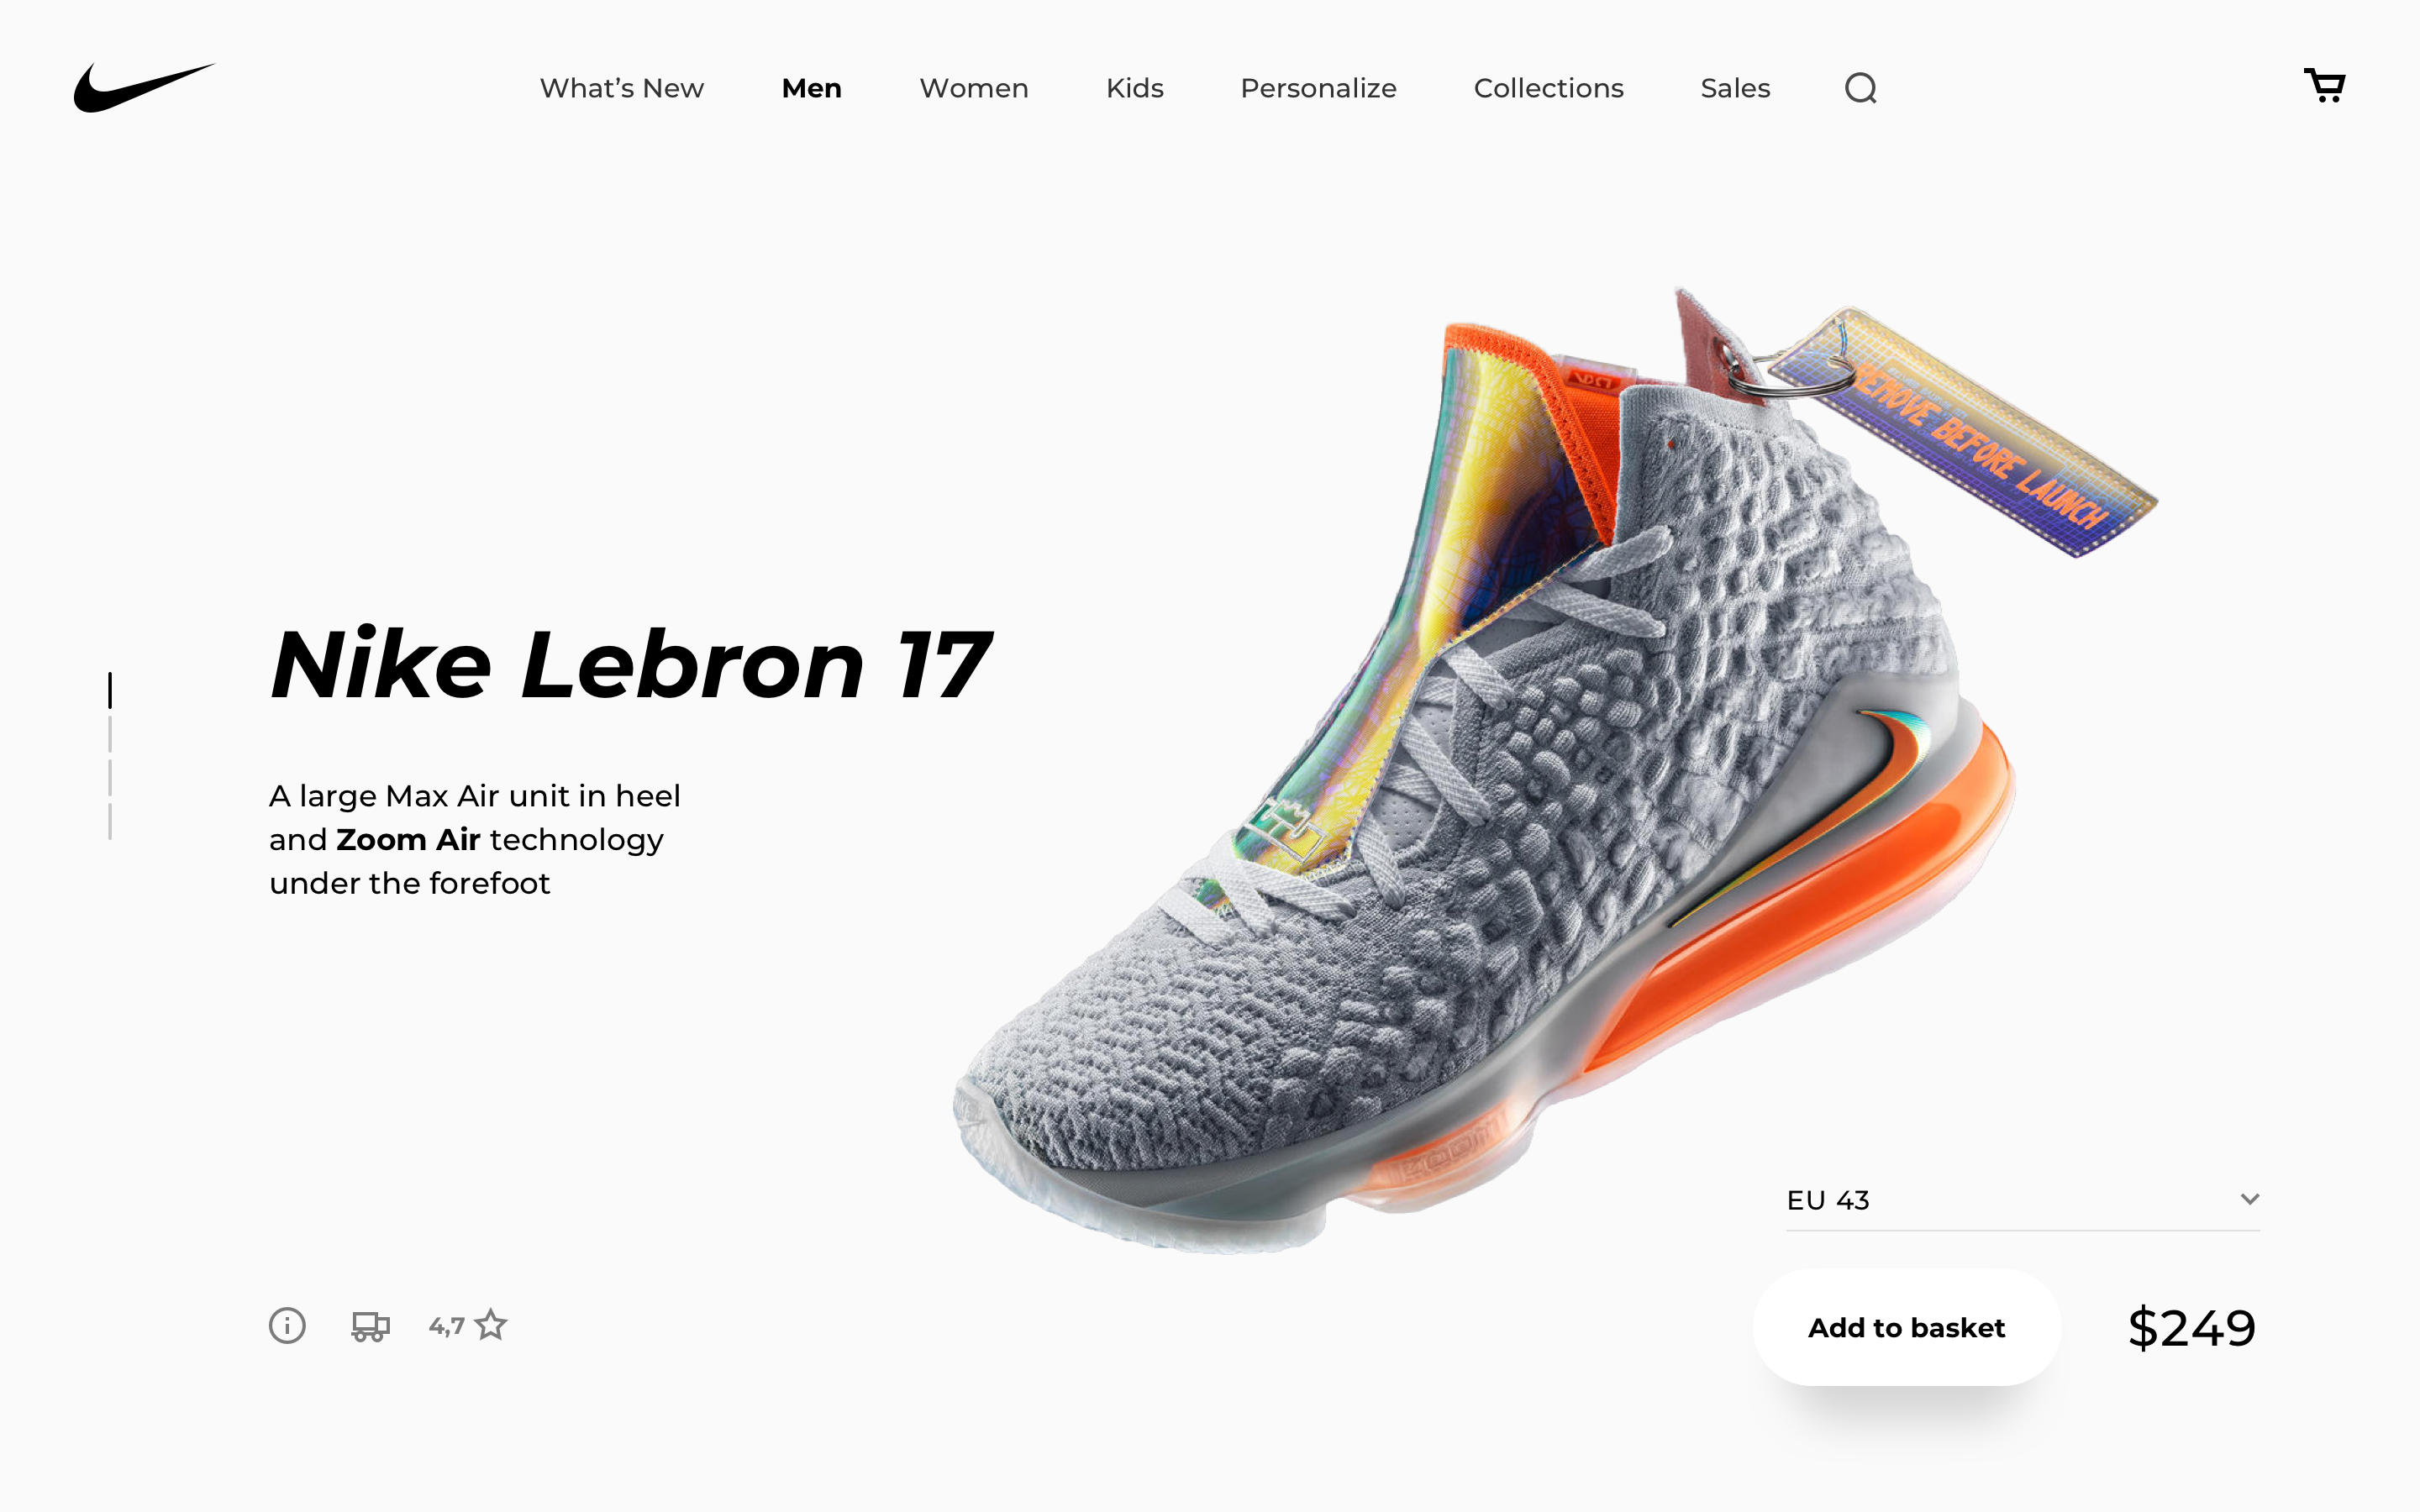 What’s New
Men
Women
Kids
Personalize
Collections
Sales
REMOVE BEFORE LAUNCH
Nike Lebron 17
A large Max Air unit in heel
and Zoom Air technology
under the forefoot
EU 43
4,7
Add to basket
$249